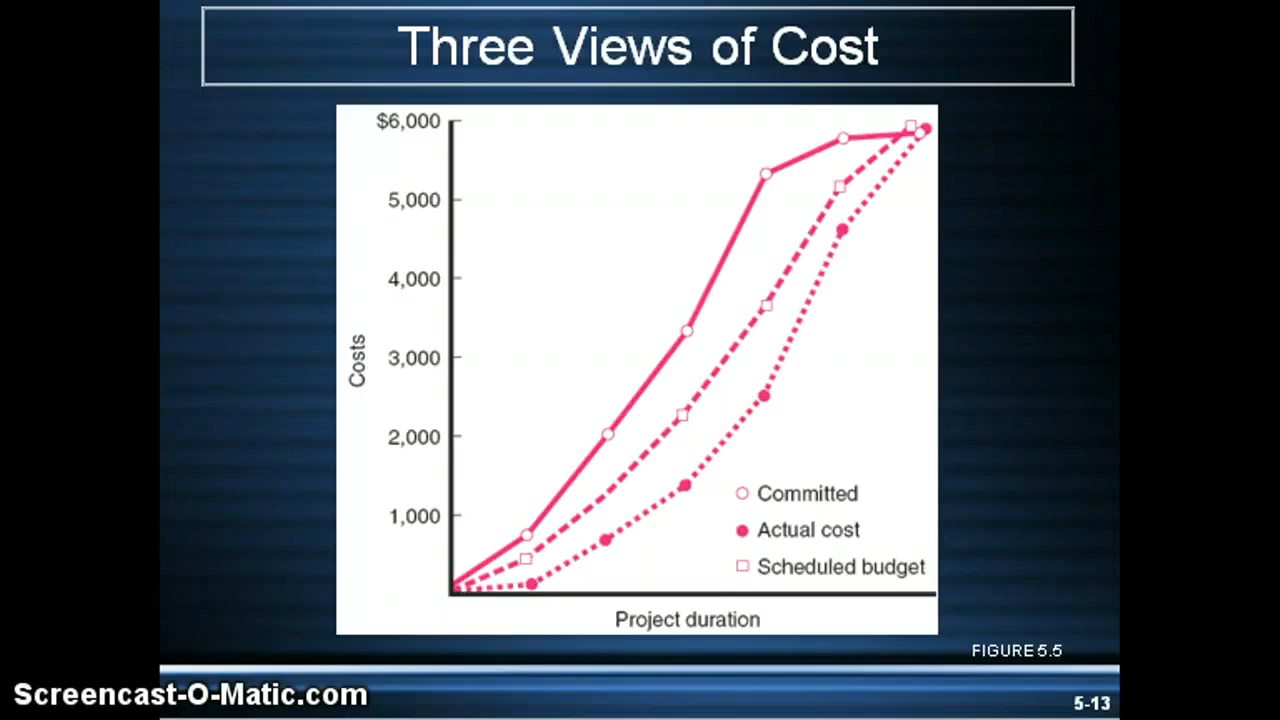 Three Views of Cost
$6,000
5,000
4,000
3,000
2,000
1,000
Costs
Committed
Actual cost
Scheduled budget
Project duration
FIGURE 5.5
Screencast-O-Matic.com
5-13